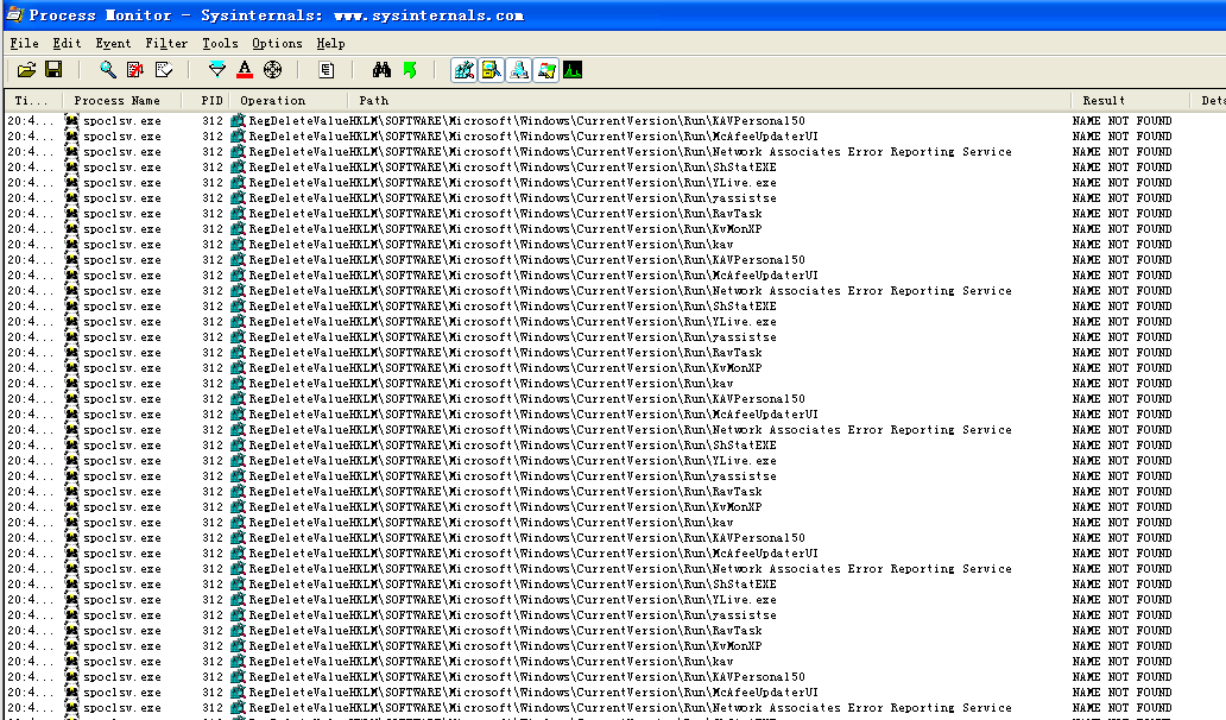 Process Monitor - Sysinternals: www.sysinternals.com
File Edit Event Filter Tools Options Help
Ti... Process Name PID Operation Path Result Deta
20:4... spoclsv.exe 312 RegDeleteValue HKLM\SOFTWARE\Microsoft\Windows\CurrentVersion\Run\KAVPersonal50 NAME NOT FOUND
20:4... spoclsv.exe 312 RegDeleteValue HKLM\SOFTWARE\Microsoft\Windows\CurrentVersion\Run\McAfeeUpdaterUI NAME NOT FOUND
20:4... spoclsv.exe 312 RegDeleteValue HKLM\SOFTWARE\Microsoft\Windows\CurrentVersion\Run\Network Associates Error Reporting Service NAME NOT FOUND
20:4... spoclsv.exe 312 RegDeleteValue HKLM\SOFTWARE\Microsoft\Windows\CurrentVersion\Run\ShStatEXE NAME NOT FOUND
20:4... spoclsv.exe 312 RegDeleteValue HKLM\SOFTWARE\Microsoft\Windows\CurrentVersion\Run\YLive.exe NAME NOT FOUND
20:4... spoclsv.exe 312 RegDeleteValue HKLM\SOFTWARE\Microsoft\Windows\CurrentVersion\Run\yassistse NAME NOT FOUND
20:4... spoclsv.exe 312 RegDeleteValue HKLM\SOFTWARE\Microsoft\Windows\CurrentVersion\Run\RavTask NAME NOT FOUND
20:4... spoclsv.exe 312 RegDeleteValue HKLM\SOFTWARE\Microsoft\Windows\CurrentVersion\Run\KvMonXP NAME NOT FOUND
20:4... spoclsv.exe 312 RegDeleteValue HKLM\SOFTWARE\Microsoft\Windows\CurrentVersion\Run\kav NAME NOT FOUND
20:4... spoclsv.exe 312 RegDeleteValue HKLM\SOFTWARE\Microsoft\Windows\CurrentVersion\Run\KAVPersonal50 NAME NOT FOUND
20:4... spoclsv.exe 312 RegDeleteValue HKLM\SOFTWARE\Microsoft\Windows\CurrentVersion\Run\McAfeeUpdaterUI NAME NOT FOUND
20:4... spoclsv.exe 312 RegDeleteValue HKLM\SOFTWARE\Microsoft\Windows\CurrentVersion\Run\Network Associates Error Reporting Service NAME NOT FOUND
20:4... spoclsv.exe 312 RegDeleteValue HKLM\SOFTWARE\Microsoft\Windows\CurrentVersion\Run\ShStatEXE NAME NOT FOUND
20:4... spoclsv.exe 312 RegDeleteValue HKLM\SOFTWARE\Microsoft\Windows\CurrentVersion\Run\YLive.exe NAME NOT FOUND
20:4... spoclsv.exe 312 RegDeleteValue HKLM\SOFTWARE\Microsoft\Windows\CurrentVersion\Run\yassistse NAME NOT FOUND
20:4... spoclsv.exe 312 RegDeleteValue HKLM\SOFTWARE\Microsoft\Windows\CurrentVersion\Run\RavTask NAME NOT FOUND
20:4... spoclsv.exe 312 RegDeleteValue HKLM\SOFTWARE\Microsoft\Windows\CurrentVersion\Run\KvMonXP NAME NOT FOUND
20:4... spoclsv.exe 312 RegDeleteValue HKLM\SOFTWARE\Microsoft\Windows\CurrentVersion\Run\kav NAME NOT FOUND
20:4... spoclsv.exe 312 RegDeleteValue HKLM\SOFTWARE\Microsoft\Windows\CurrentVersion\Run\KAVPersonal50 NAME NOT FOUND
20:4... spoclsv.exe 312 RegDeleteValue HKLM\SOFTWARE\Microsoft\Windows\CurrentVersion\Run\McAfeeUpdaterUI NAME NOT FOUND
20:4... spoclsv.exe 312 RegDeleteValue HKLM\SOFTWARE\Microsoft\Windows\CurrentVersion\Run\Network Associates Error Reporting Service NAME NOT FOUND
20:4... spoclsv.exe 312 RegDeleteValue HKLM\SOFTWARE\Microsoft\Windows\CurrentVersion\Run\ShStatEXE NAME NOT FOUND
20:4... spoclsv.exe 312 RegDeleteValue HKLM\SOFTWARE\Microsoft\Windows\CurrentVersion\Run\YLive.exe NAME NOT FOUND
20:4... spoclsv.exe 312 RegDeleteValue HKLM\SOFTWARE\Microsoft\Windows\CurrentVersion\Run\yassistse NAME NOT FOUND
20:4... spoclsv.exe 312 RegDeleteValue HKLM\SOFTWARE\Microsoft\Windows\CurrentVersion\Run\RavTask NAME NOT FOUND
20:4... spoclsv.exe 312 RegDeleteValue HKLM\SOFTWARE\Microsoft\Windows\CurrentVersion\Run\KvMonXP NAME NOT FOUND
20:4... spoclsv.exe 312 RegDeleteValue HKLM\SOFTWARE\Microsoft\Windows\CurrentVersion\Run\kav NAME NOT FOUND
20:4... spoclsv.exe 312 RegDeleteValue HKLM\SOFTWARE\Microsoft\Windows\CurrentVersion\Run\KAVPersonal50 NAME NOT FOUND
20:4... spoclsv.exe 312 RegDeleteValue HKLM\SOFTWARE\Microsoft\Windows\CurrentVersion\Run\McAfeeUpdaterUI NAME NOT FOUND
20:4... spoclsv.exe 312 RegDeleteValue HKLM\SOFTWARE\Microsoft\Windows\CurrentVersion\Run\Network Associates Error Reporting Service NAME NOT FOUND
20:4... spoclsv.exe 312 RegDeleteValue HKLM\SOFTWARE\Microsoft\Windows\CurrentVersion\Run\ShStatEXE NAME NOT FOUND
20:4... spoclsv.exe 312 RegDeleteValue HKLM\SOFTWARE\Microsoft\Windows\CurrentVersion\Run\YLive.exe NAME NOT FOUND
20:4... spoclsv.exe 312 RegDeleteValue HKLM\SOFTWARE\Microsoft\Windows\CurrentVersion\Run\yassistse NAME NOT FOUND
20:4... spoclsv.exe 312 RegDeleteValue HKLM\SOFTWARE\Microsoft\Windows\CurrentVersion\Run\RavTask NAME NOT FOUND
20:4... spoclsv.exe 312 RegDeleteValue HKLM\SOFTWARE\Microsoft\Windows\CurrentVersion\Run\KvMonXP NAME NOT FOUND
20:4... spoclsv.exe 312 RegDeleteValue HKLM\SOFTWARE\Microsoft\Windows\CurrentVersion\Run\kav NAME NOT FOUND
20:4... spoclsv.exe 312 RegDeleteValue HKLM\SOFTWARE\Microsoft\Windows\CurrentVersion\Run\KAVPersonal50 NAME NOT FOUND
20:4... spoclsv.exe 312 RegDeleteValue HKLM\SOFTWARE\Microsoft\Windows\CurrentVersion\Run\McAfeeUpdaterUI NAME NOT FOUND
20:4... spoclsv.exe 312 RegDeleteValue HKLM\SOFTWARE\Microsoft\Windows\CurrentVersion\Run\Network Associates Error Reporting Service NAME NOT FOUND